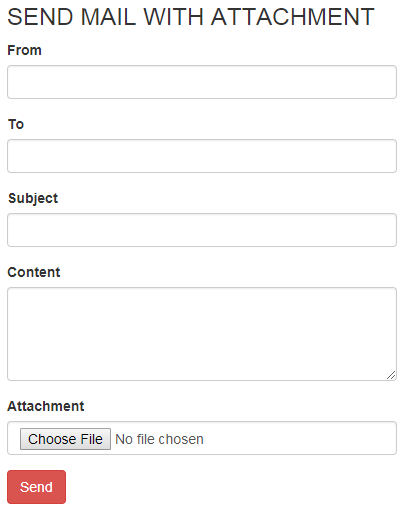 SEND MAIL WITH ATTACHMENT
From
To
Subject
Content
Attachment
Choose File No file chosen
Send